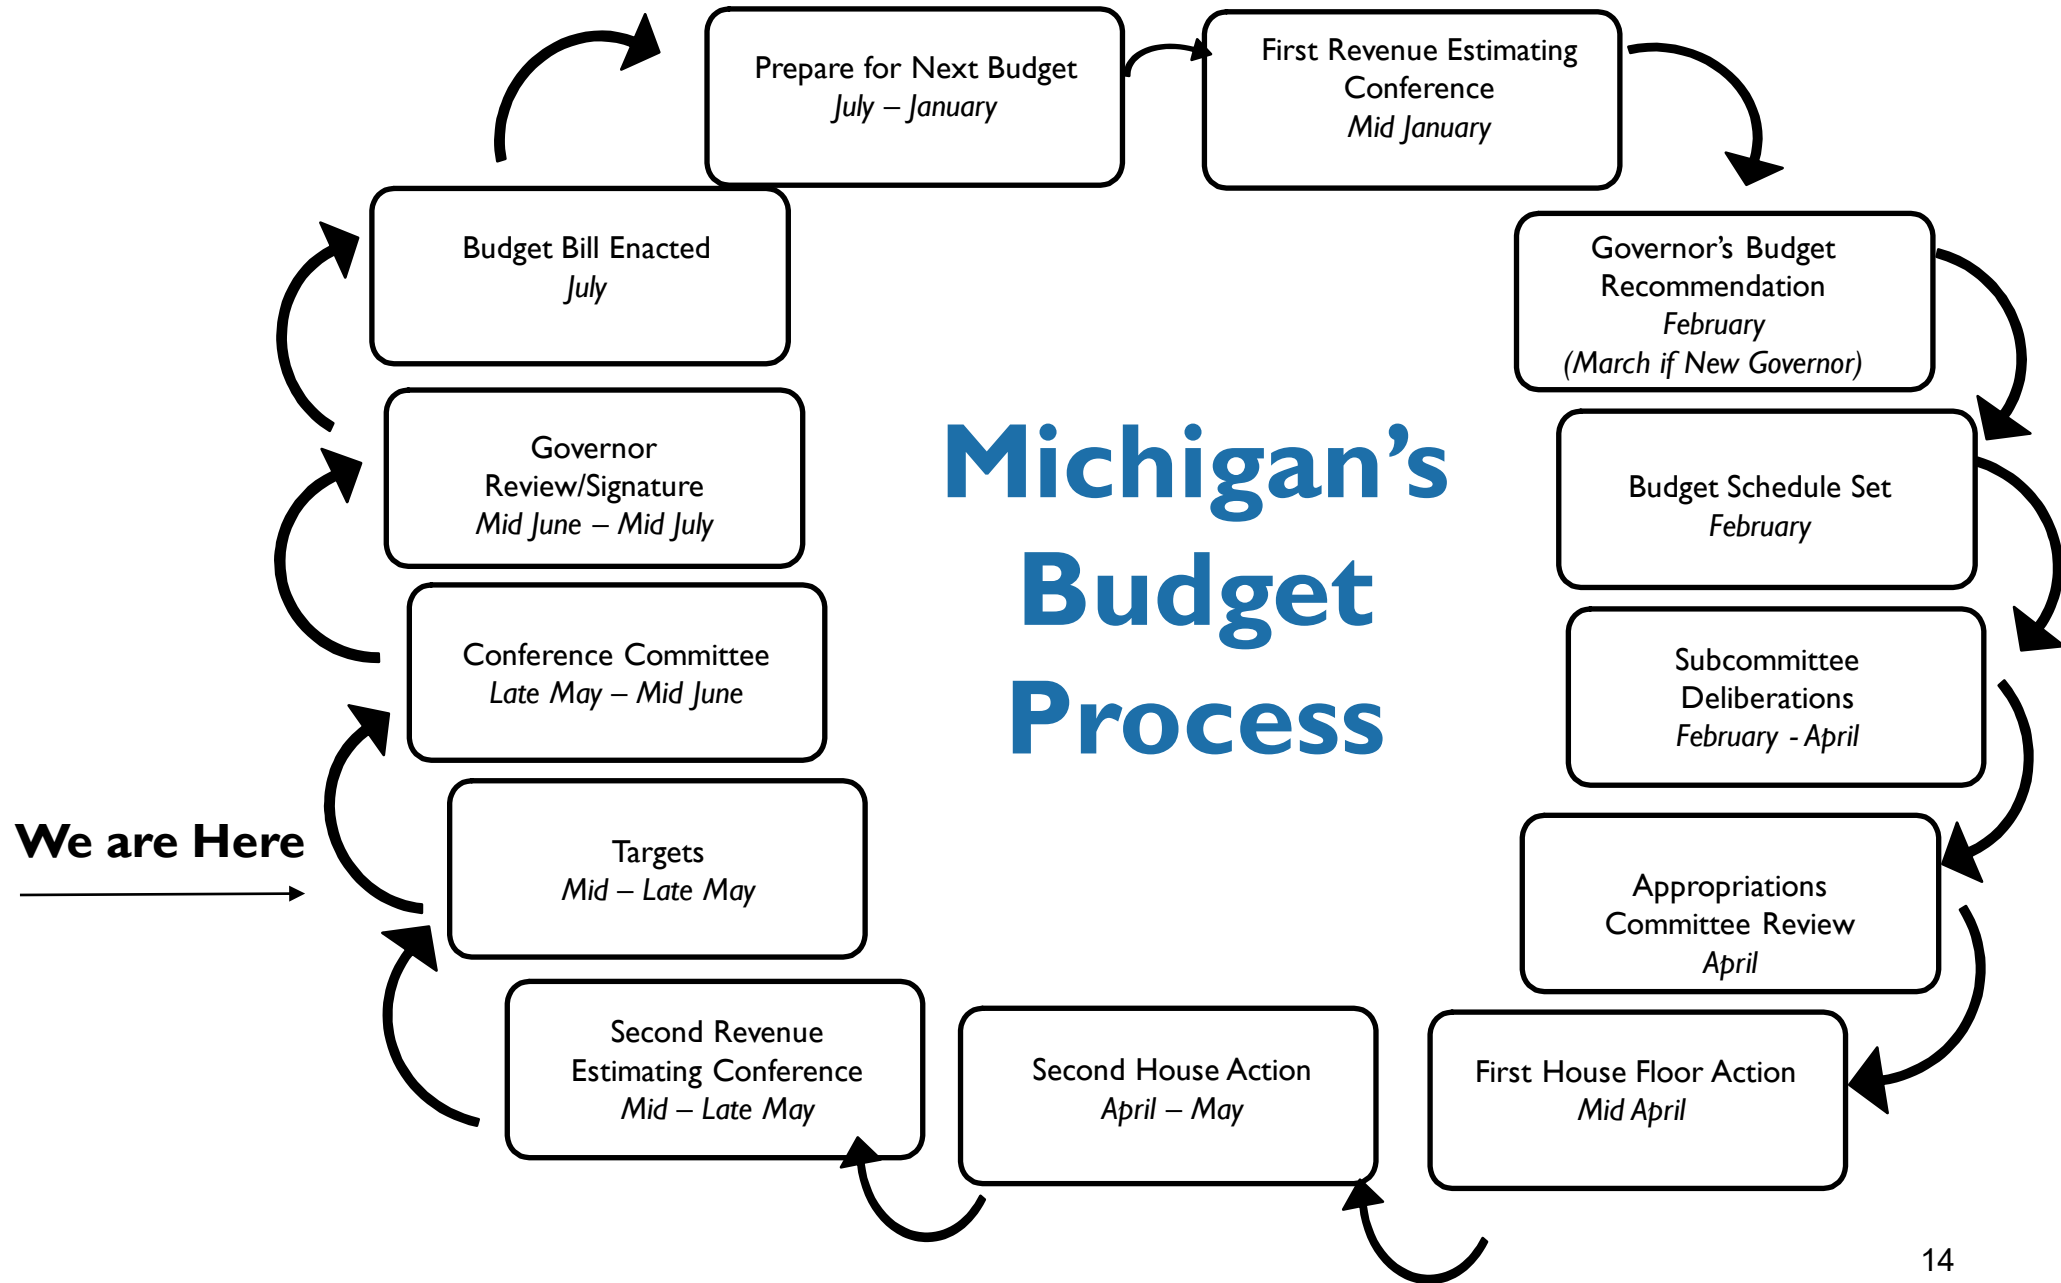 Prepare for Next Budget
July – January
First Revenue Estimating
Conference
Mid January
Governor’s Budget
Recommendation
February
(March if New Governor)
Budget Schedule Set
February
Subcommittee
Deliberations
February - April
Appropriations
Committee Review
April
First House Floor Action
Mid April
Second House Action
April – May
Second Revenue
Estimating Conference
Mid – Late May
Targets
Mid – Late May
Conference Committee
Late May – Mid June
Governor
Review/Signature
Mid June – Mid July
Budget Bill Enacted
July
Michigan’s
Budget
Process
We are Here
14